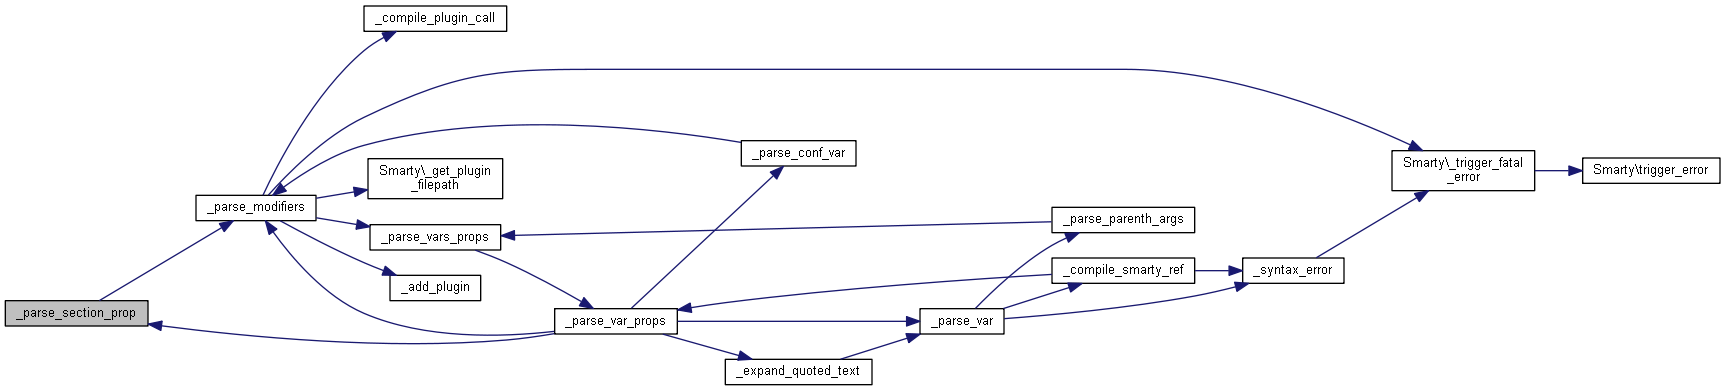 _compile_plugin_call
_parse_conf_var
Smarty\_trigger_fatal
_error
Smarty\trigger_error
Smarty\_get_plugin
_filepath
_parse_modifiers
_parse_parenth_args
_parse_vars_props
_compile_smarty_ref
_syntax_error
_add_plugin
_parse_section_prop
_parse_var_props
_parse_var
_expand_quoted_text